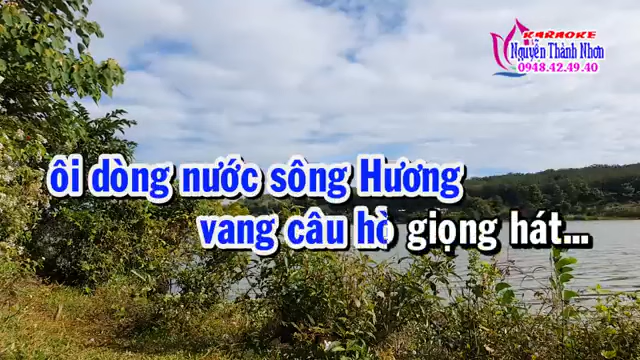 KARAOKE
Nguyễn Thành Nhơn
0948.42.49.40
ôi dòng nước sông Hương
vang câu hò giọng hát...